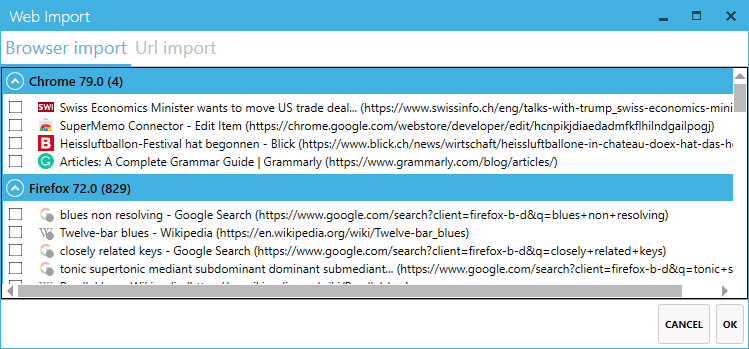 Web Import
Browser import Url import
Chrome 79.0 (4)
SWI Swiss Economics Minister wants to move US trade deal... (https://www.swissinfo.ch/eng/talks-with-trump_swiss-economics-mini
SuperMemo Connector - Edit Item (https://chrome.google.com/webstore/developer/edit/hcnpikjdiaedadmfkflhilndgailpogj)
B Heissluftballon-Festival hat begonnen - Blick (https://www.blick.ch/news/wirtschaft/heissluftballone-in-chateau-doex-hat-das-he
Articles: A Complete Grammar Guide | Grammarly (https://www.grammarly.com/blog/articles/)
Firefox 72.0 (829)
blues non resolving - Google Search (https://www.google.com/search?client=firefox-b-d&q=blues+non+resolving)
W Twelve-bar blues - Wikipedia (https://en.wikipedia.org/wiki/Twelve-bar_blues)
closely related keys - Google Search (https://www.google.com/search?client=firefox-b-d&q=closely+related+keys)
tonic supertonic mediant subdominant dominant submediant... (https://www.google.com/search?client=firefox-b-d&q=tonic+s
CANCEL OK